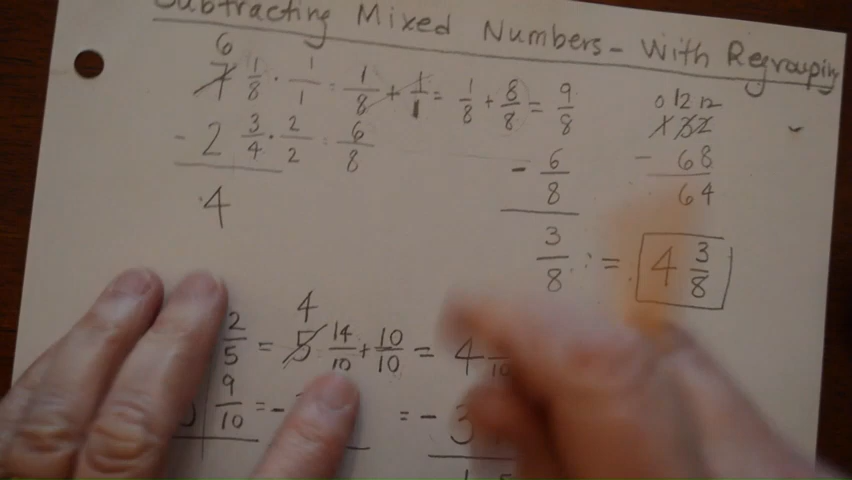 Subtracting Mixed Numbers - With Regrouping
6
7 1/8 · 1/1 = 1/8 + 1/1 = 1/8 + 8/8 = 9/8
0 12 12
132
- 2 3/4 · 2/2 = 6/8
- 6/8
- 68
4
64
3/8 = 4 3/8
4
2/5 = 5 14/10 + 10/10 = 4
9/10 = -
= - 3